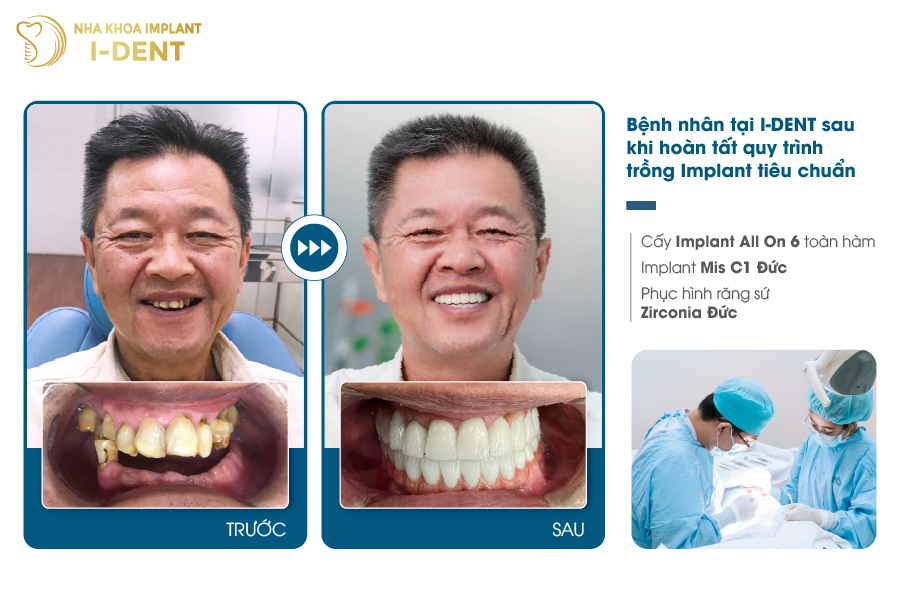 NHA KHOA IMPLANT
I-DENT
Bệnh nhân tại I-DENT sau
khi hoàn tất quy trình
trồng Implant tiêu chuẩn
Cấy Implant All On 6 toàn hàm
Implant Mis C1 Đức
Phục hình răng sứ
Zirconia Đức
TRƯỚC
SAU